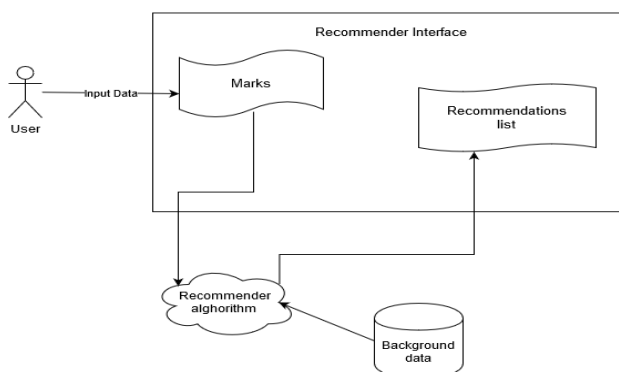 Recommender Interface
Marks
Input Data
User
Recommendations
list
Recommender
alghorithm
Background
data